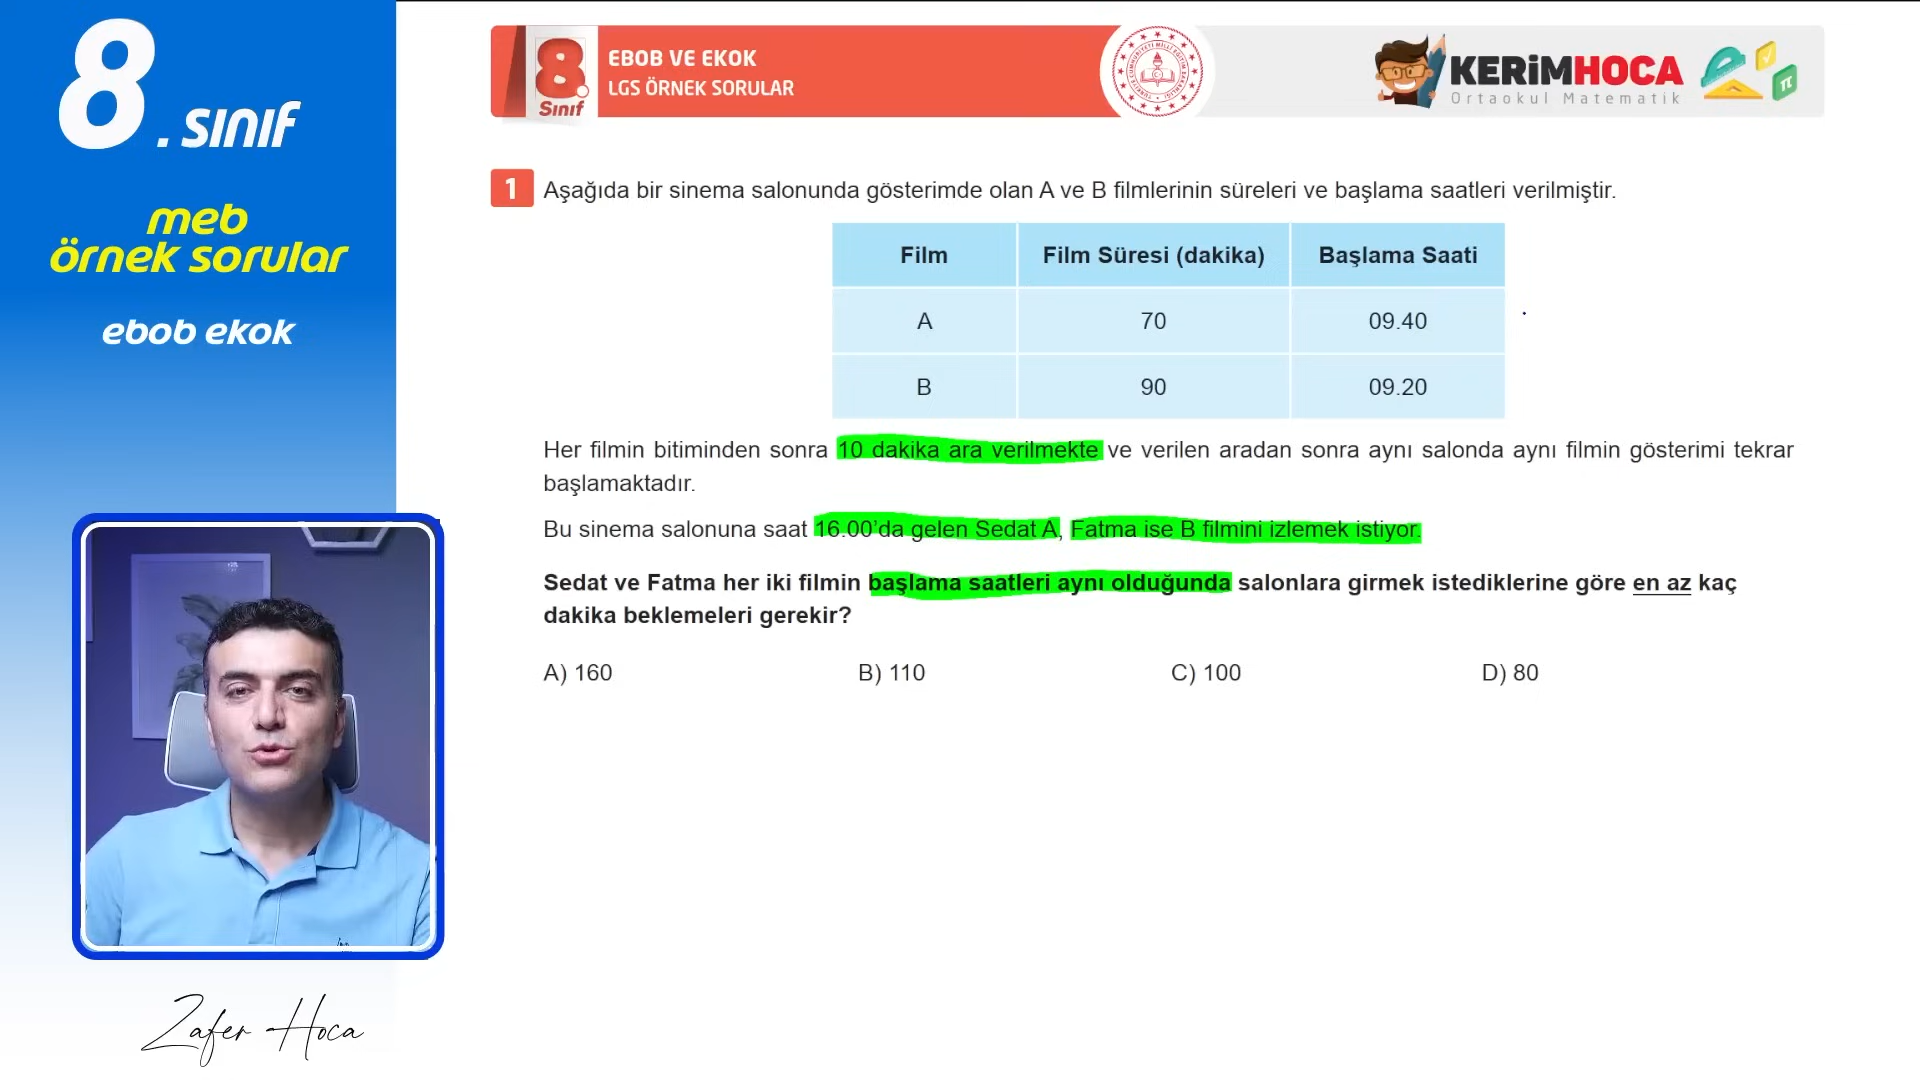 8. sınıf
meb
örnek sorular
ebob ekok
8.
Sınıf
EBOB VE EKOK
LGS ÖRNEK SORULAR
KERİMHOCA
Ortaokul Matematik
π
1 Aşağıda bir sinema salonunda gösterimde olan A ve B filmlerinin süreleri ve başlama saatleri verilmiştir.
Film Film Süresi (dakika) Başlama Saati
A 70 09.40
B 90 09.20
Her filmin bitiminden sonra 10 dakika ara verilmekte ve verilen aradan sonra aynı salonda aynı filmin gösterimi tekrar
başlamaktadır.
Bu sinema salonuna saat 16.00'da gelen Sedat A, Fatma ise B filmini izlemek istiyor.
Sedat ve Fatma her iki filmin başlama saatleri aynı olduğunda salonlara girmek istediklerine göre en az kaç
dakika beklemeleri gerekir?
A) 160 B) 110 C) 100 D) 80
Zafer Hoca